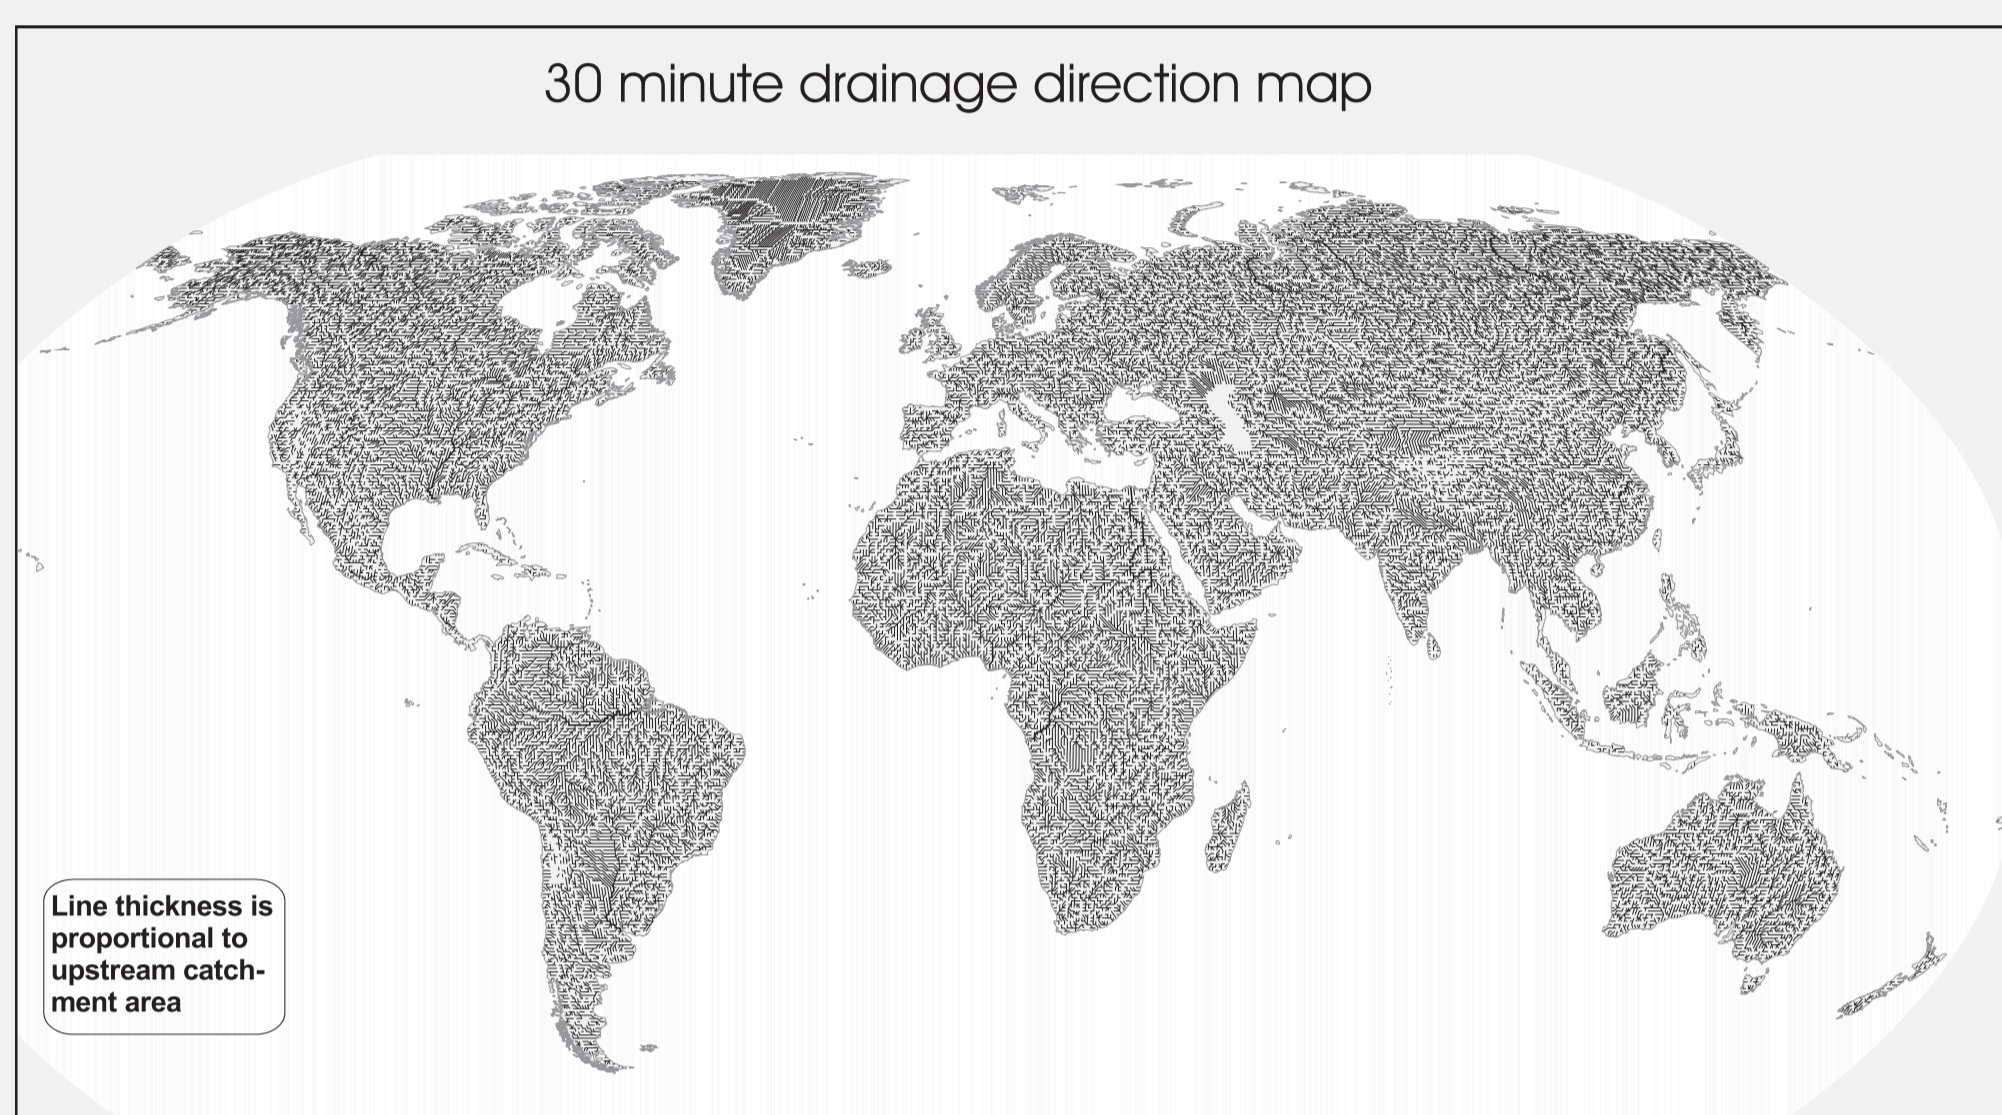 30 minute drainage direction map
Line thickness is
proportional to
upstream catch-
ment area